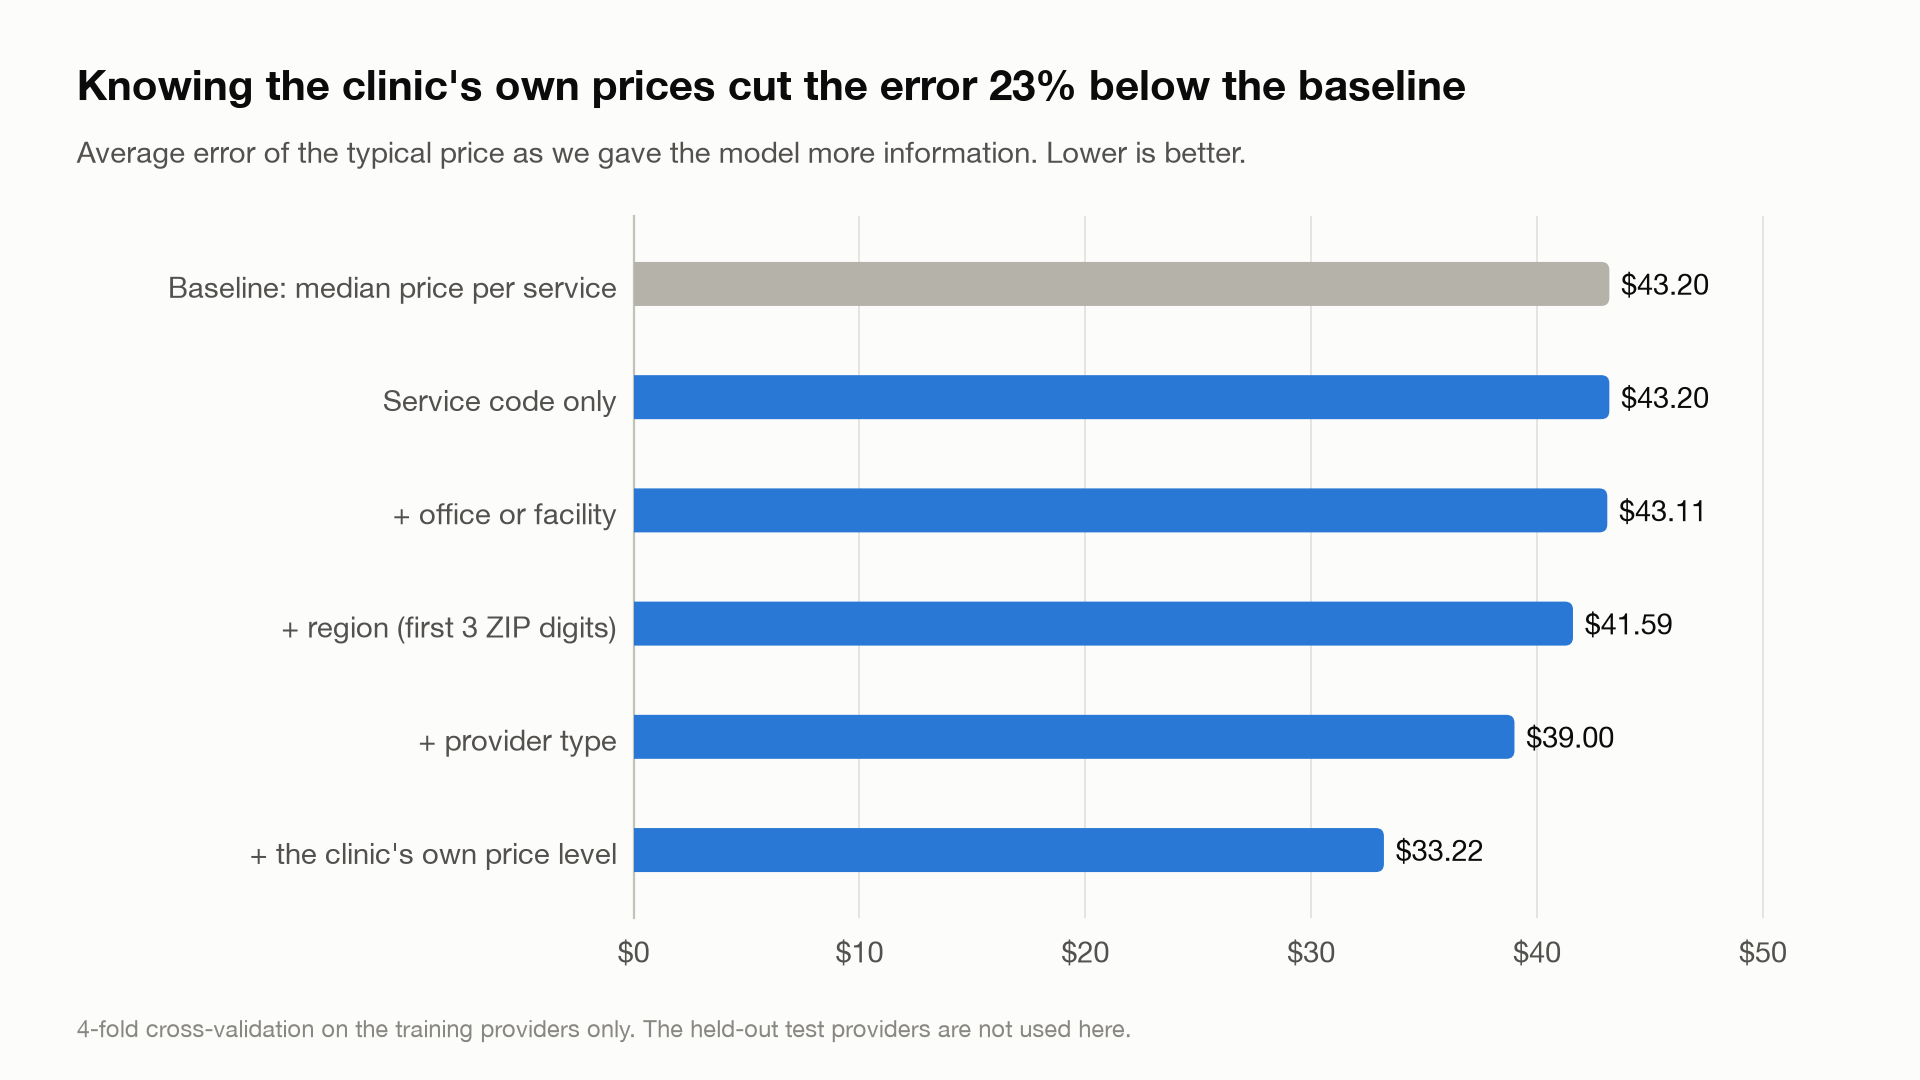 Knowing the clinic's own prices cut the error 23% below the baseline
Average error of the typical price as we gave the model more information. Lower is better.
Baseline: median price per service $43.20
Service code only $43.20
+ office or facility $43.11
+ region (first 3 ZIP digits) $41.59
+ provider type $39.00
+ the clinic's own price level $33.22
$0 $10 $20 $30 $40 $50
4-fold cross-validation on the training providers only. The held-out test providers are not used here.